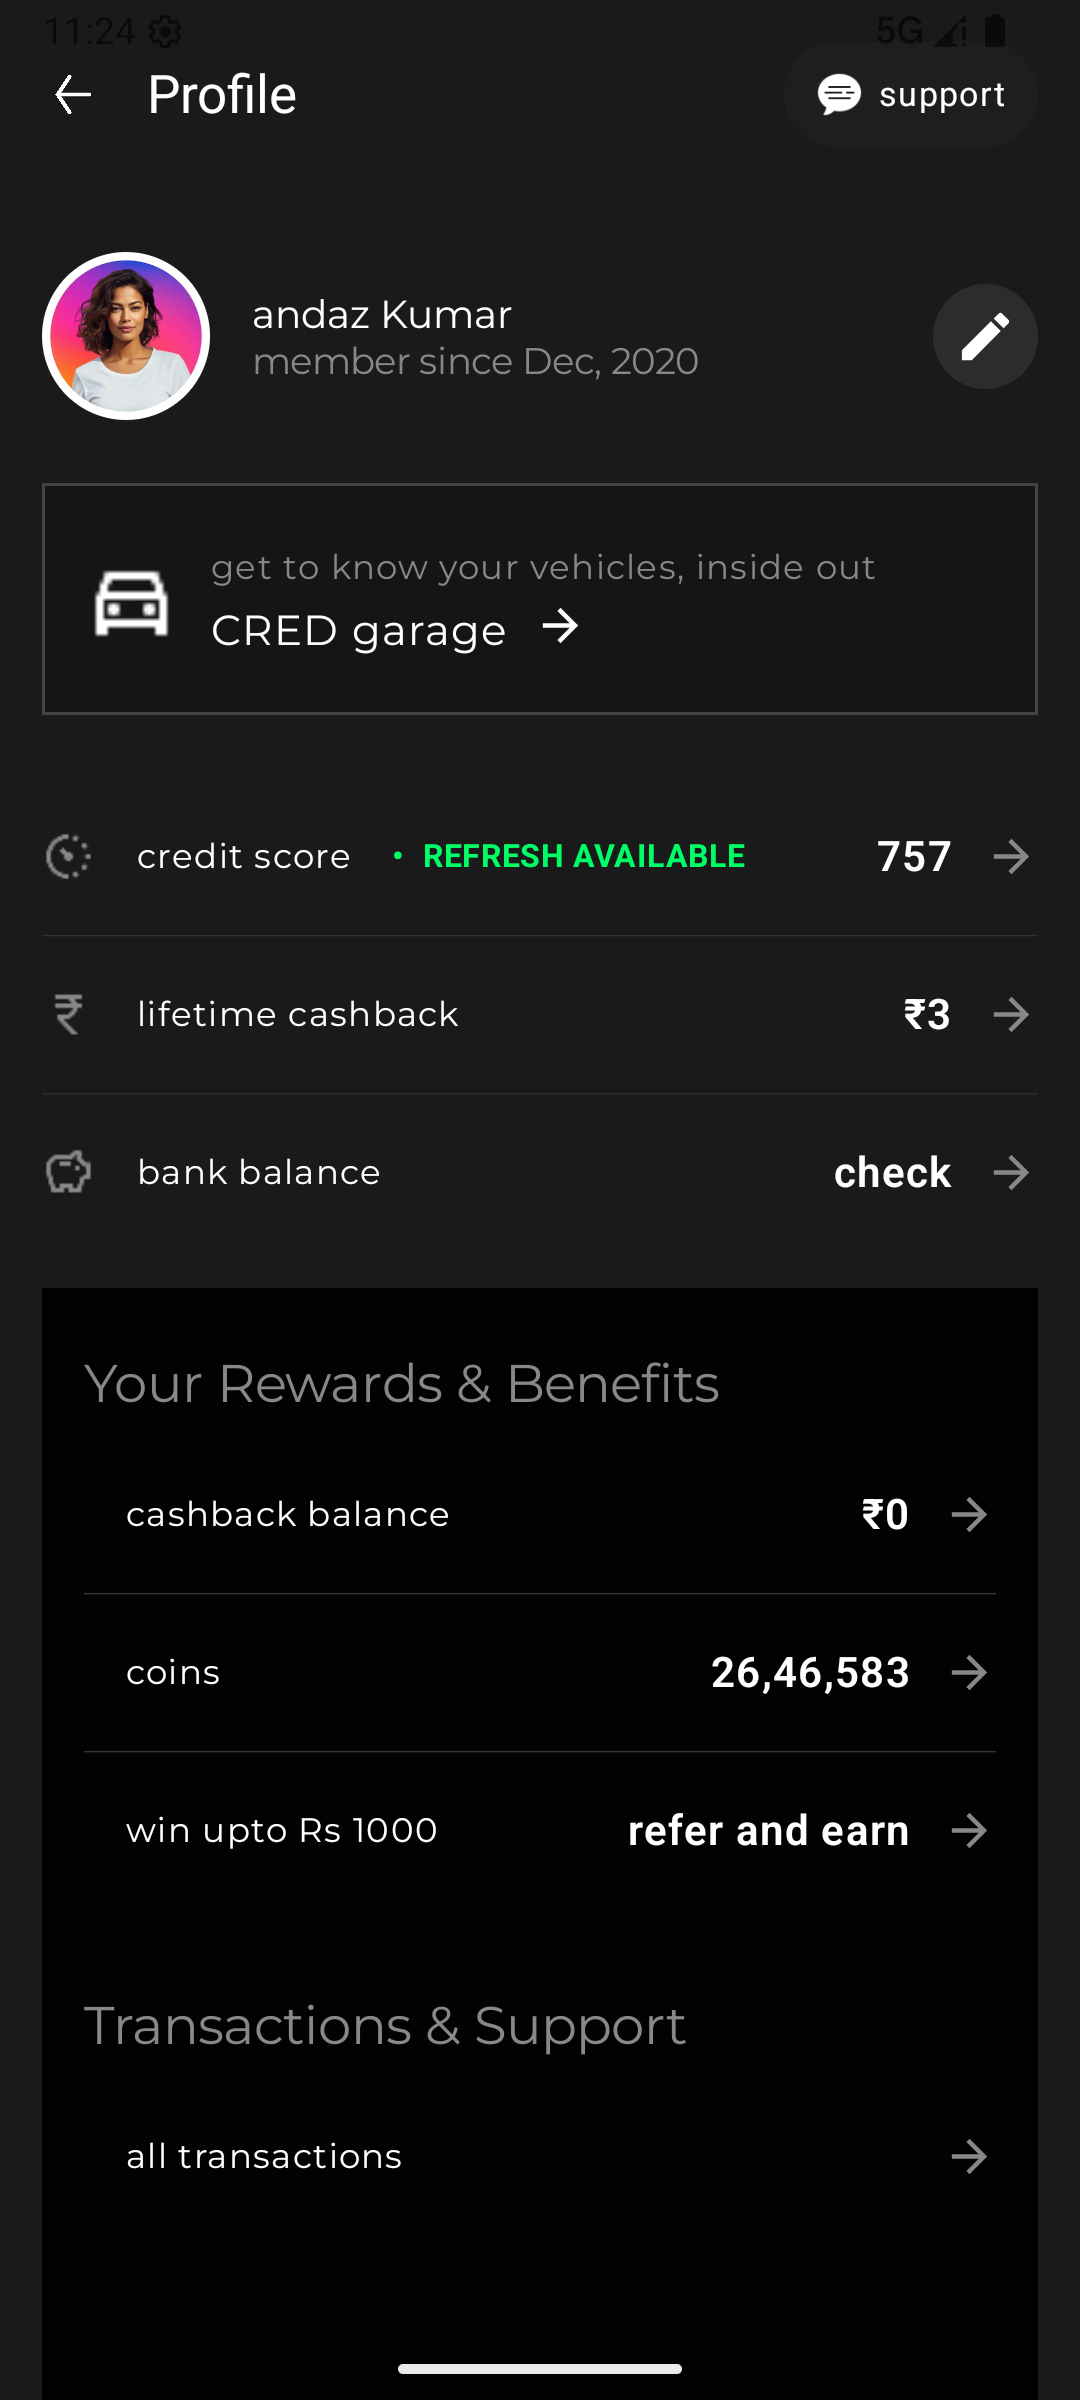 11:24
5G
Profile
support
andaz Kumar
member since Dec, 2020
get to know your vehicles, inside out
CRED garage
credit score • REFRESH AVAILABLE 757
lifetime cashback ₹3
bank balance check
Your Rewards & Benefits
cashback balance ₹0
coins 26,46,583
win upto Rs 1000 refer and earn
Transactions & Support
all transactions